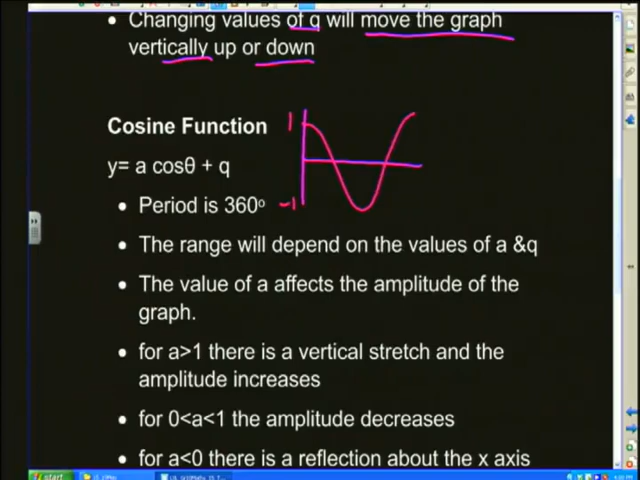 Changing values of q will move the graph
vertically up or down
Cosine Function
1
y= a cosθ + q
Period is 360º
-1
The range will depend on the values of a &q
The value of a affects the amplitude of the
graph.
for a>1 there is a vertical stretch and the
amplitude increases
for 0<a<1 the amplitude decreases
for a<0 there is a reflection about the x axis
start